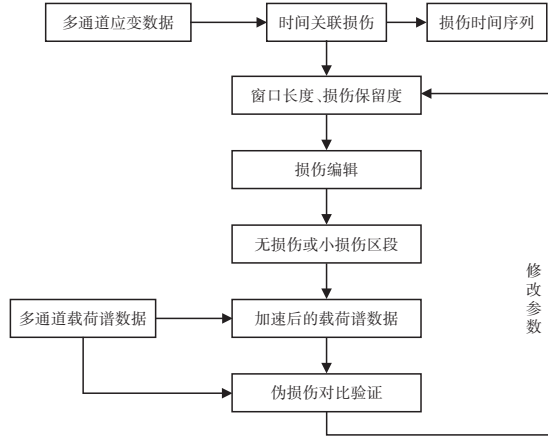 多通道应变数据
时间关联损伤
损伤时间序列
窗口长度、损伤保留度
损伤编辑
无损伤或小损伤区段
修改参数
多通道载荷谱数据
加速后的载荷谱数据
伪损伤对比验证